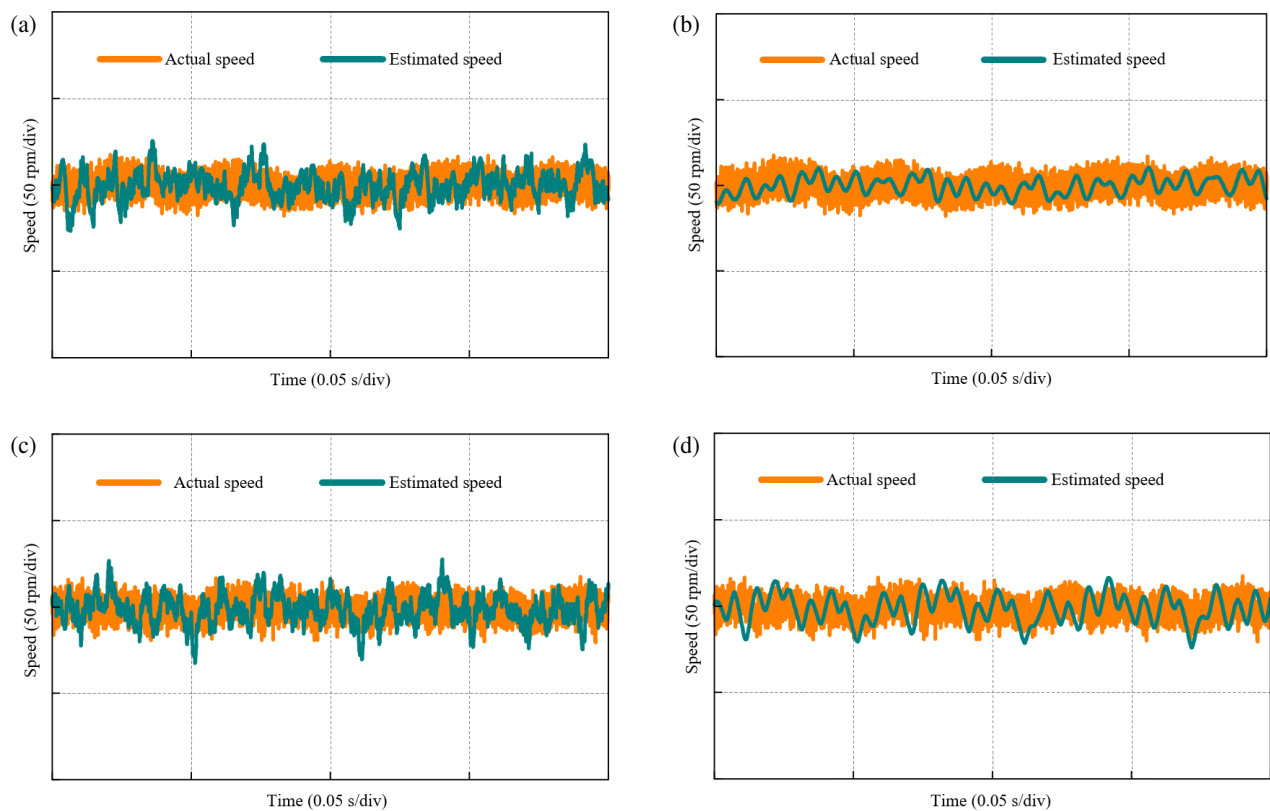 (a)
Actual speed
Estimated speed
Speed (50 rpm/div)
Time (0.05 s/div)
(b)
Actual speed
Estimated speed
Speed (50 rpm/div)
Time (0.05 s/div)
(c)
Actual speed
Estimated speed
Speed (50 rpm/div)
Time (0.05 s/div)
(d)
Actual speed
Estimated speed
Speed (50 rpm/div)
Time (0.05 s/div)